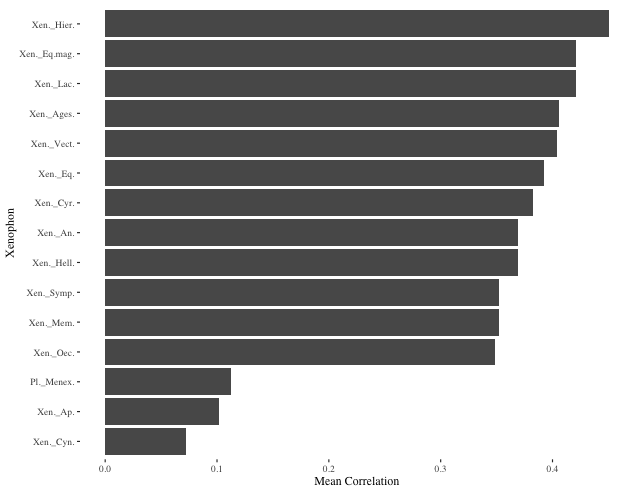 Xenophon
Xen._Hier.
Xen._Eq.mag.
Xen._Lac.
Xen._Ages.
Xen._Vect.
Xen._Eq.
Xen._Cyr.
Xen._An.
Xen._Hell.
Xen._Symp.
Xen._Mem.
Xen._Oec.
Pl._Menex.
Xen._Ap.
Xen._Cyn.
0.0 0.1 0.2 0.3 0.4
Mean Correlation